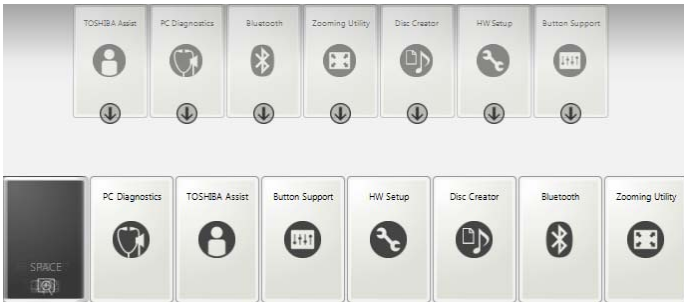 TOSHIBA Assist
PC Diagnostics
Bluetooth
Zooming Utility
Disc Creator
HW Setup
Button Support
PC Diagnostics
TOSHIBA Assist
Button Support
HW Setup
Disc Creator
Bluetooth
Zooming Utility
SPACE